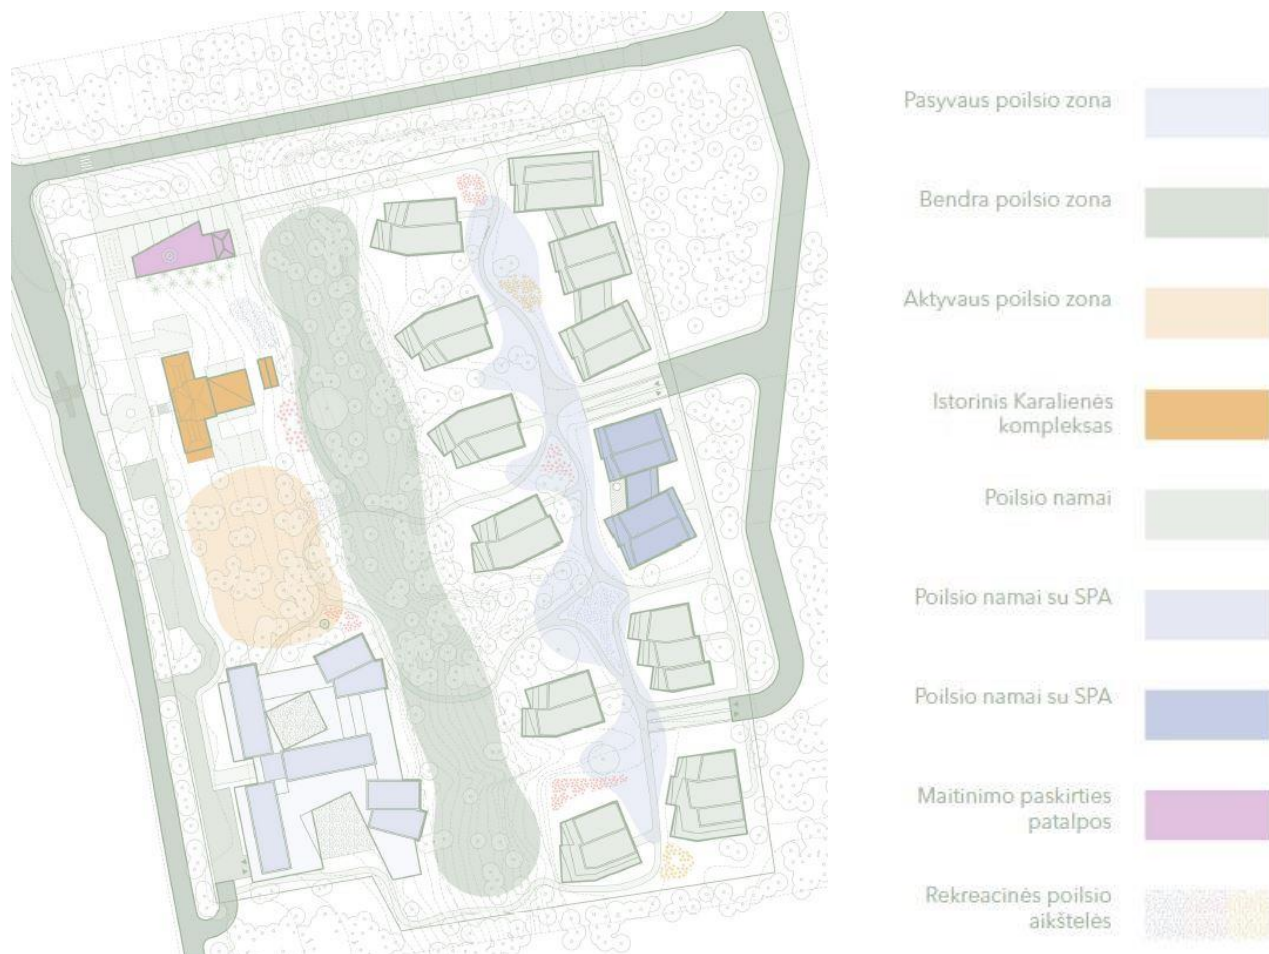 Pasyvaus poilsio zona
Bendra poilsio zona
Aktyvaus poilsio zona
Istorinis Karalienės
kompleksas
Poilsio namai
Poilsio namai su SPA
Poilsio namai su SPA
Maitinimo paskirties
patalpos
Rekreacinės poilsio
aikštelės